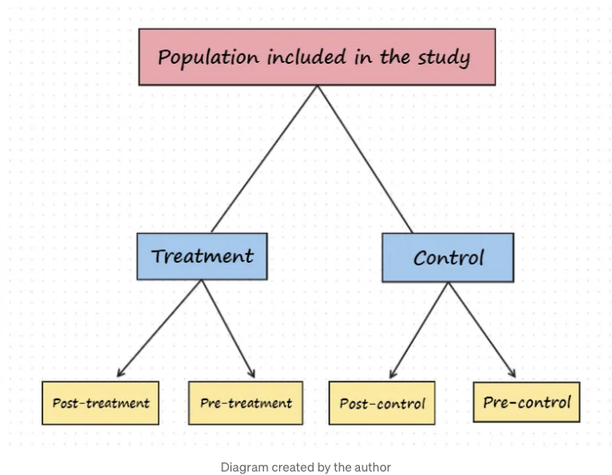 Population included in the study
Treatment
Control
Post-treatment
Pre-treatment
Post-control
Pre-control
Diagram created by the author